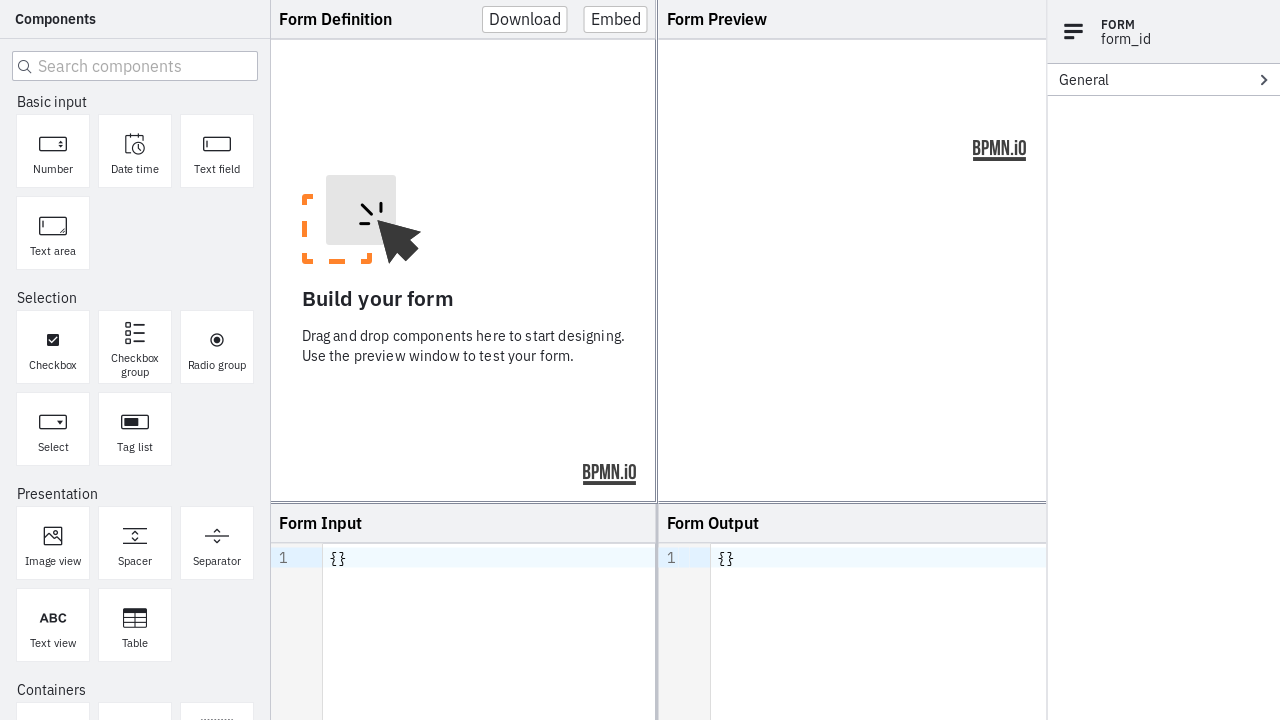 Components
Search components
Basic input
Number
Date time
Text field
Text area
Selection
Checkbox
Checkbox
group
Radio group
Select
Tag list
Presentation
Image view
Spacer
Separator
ABC
Text view
Table
Containers
Form Definition
Download
Embed
Build your form
Drag and drop components here to start designing.
Use the preview window to test your form.
BPMN.iO
Form Preview
BPMN.iO
Form Input
1
{}
Form Output
1
{}
FORM
form_id
General